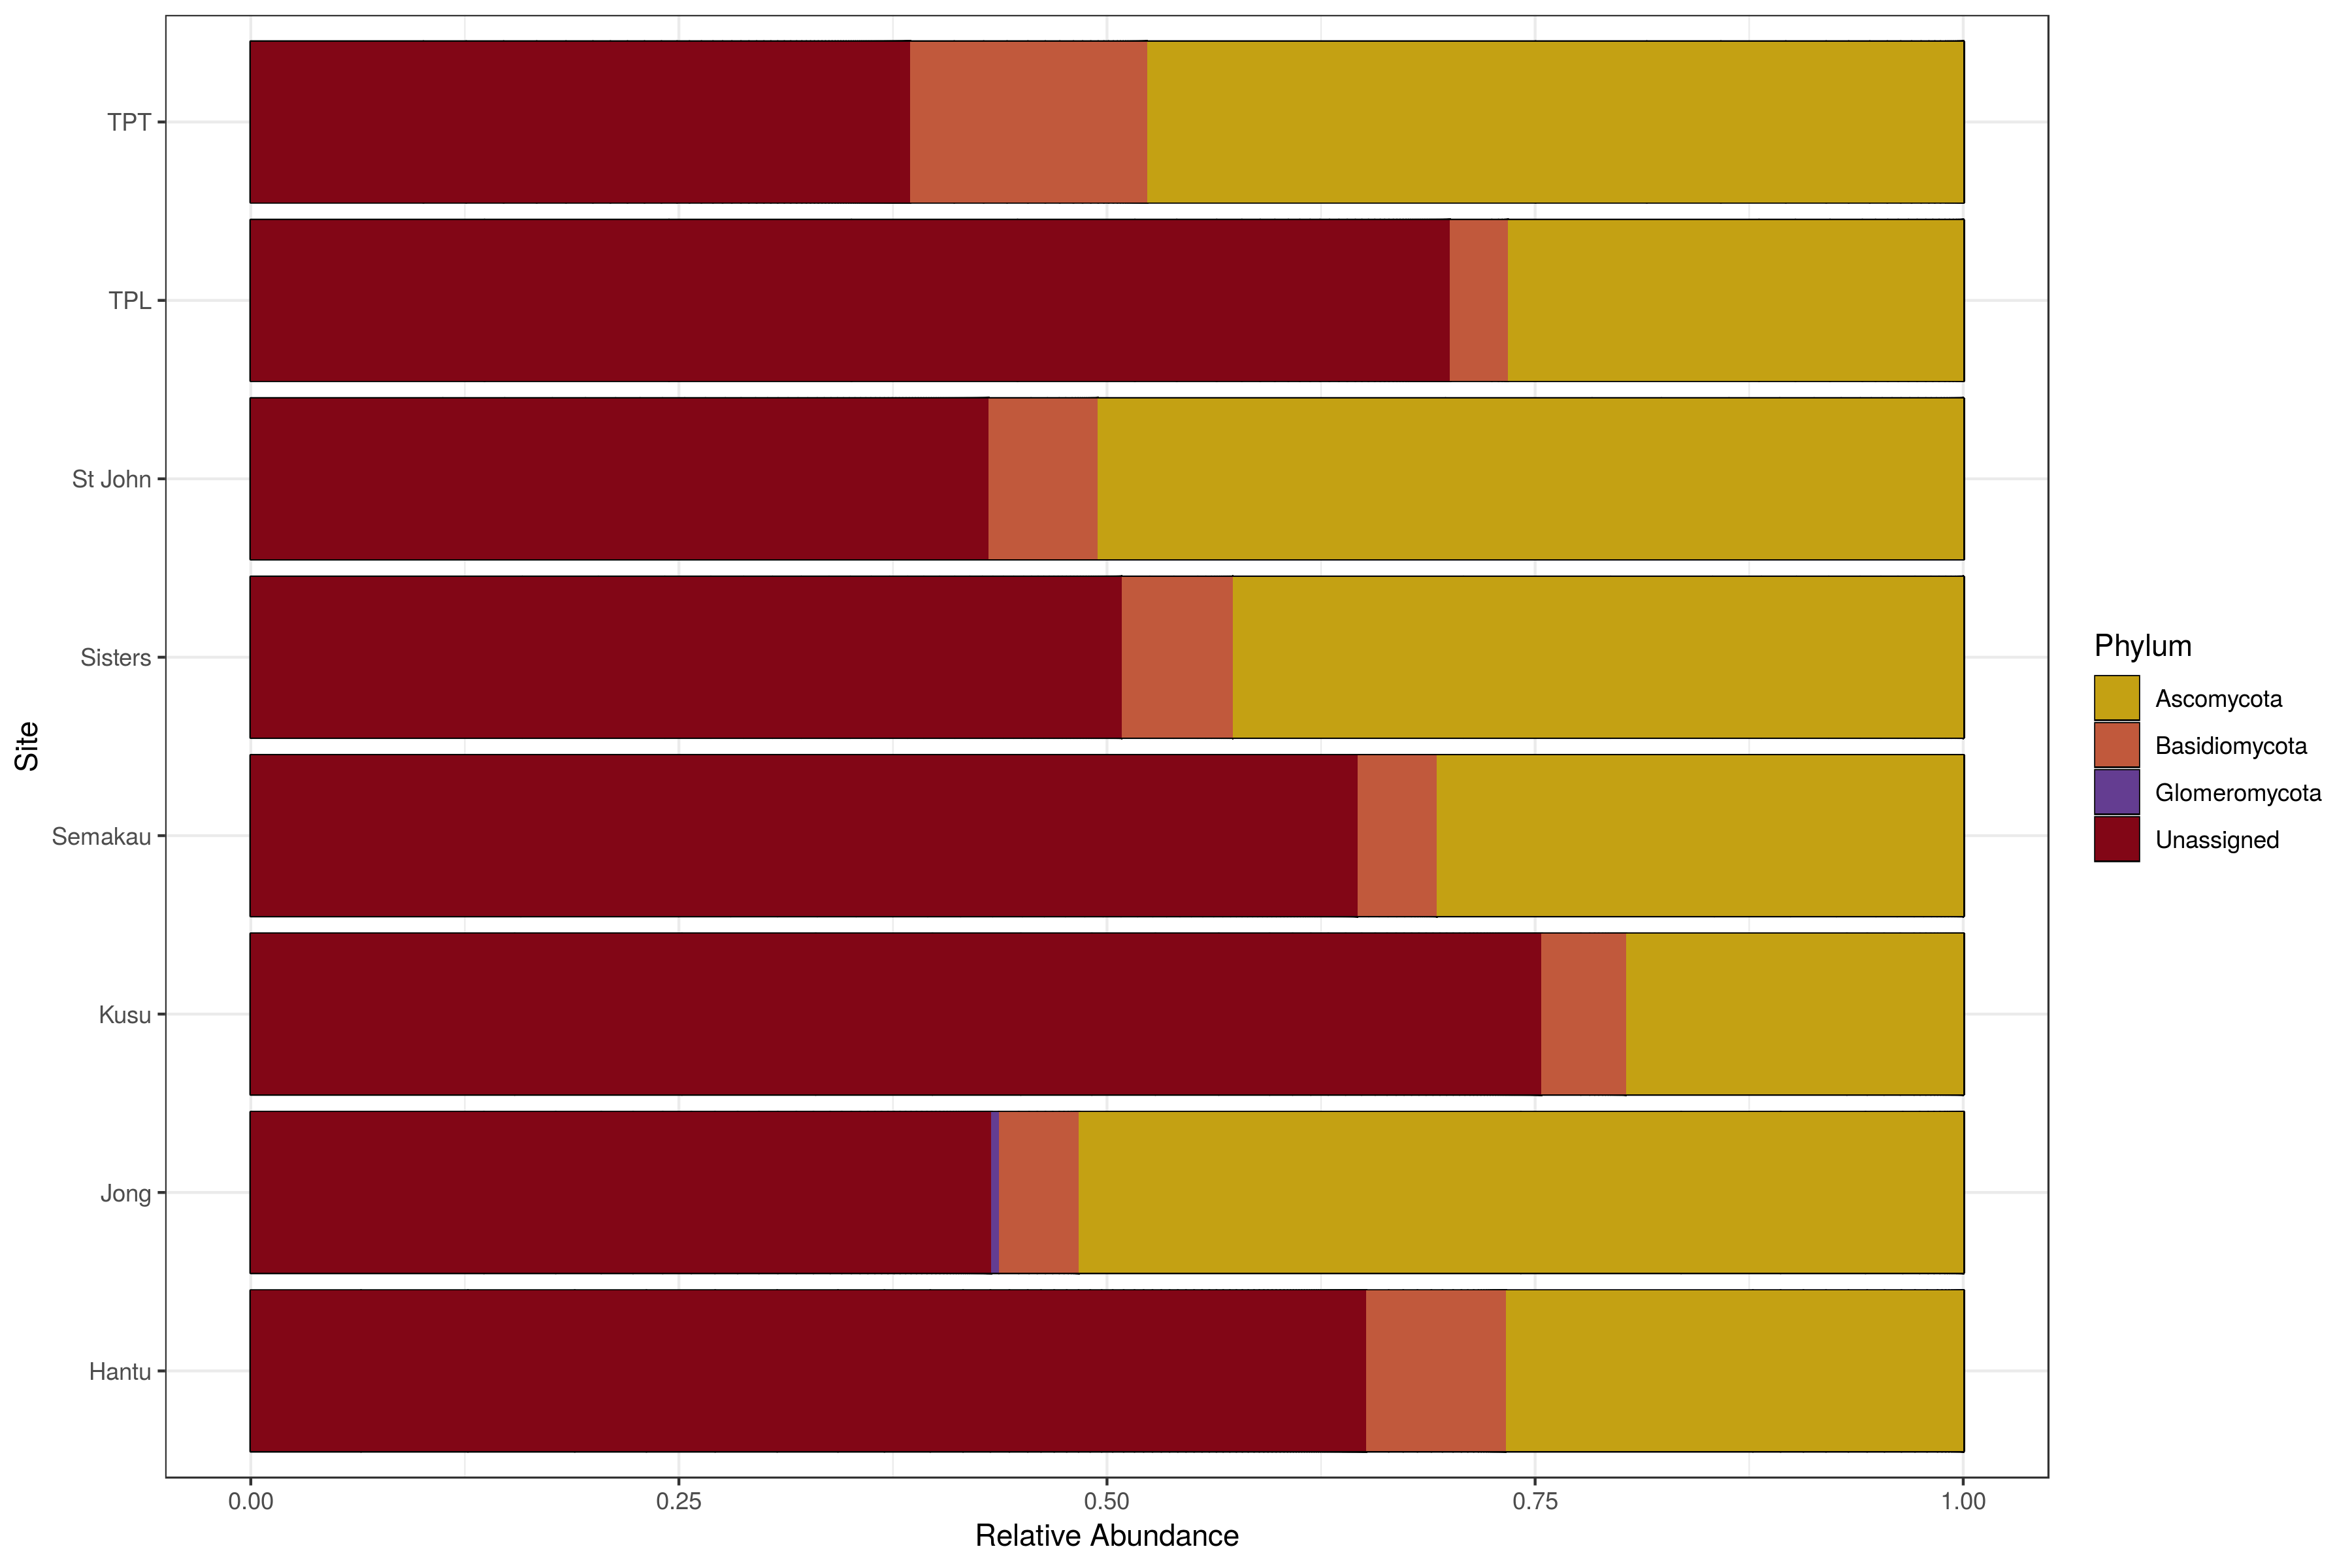 TPT
TPL
St John
Sisters
Semakau
Kusu
Jong
Hantu
Site
0.00 0.25 0.50 0.75 1.00
Relative Abundance
Phylum
Ascomycota
Basidiomycota
Glomeromycota
Unassigned